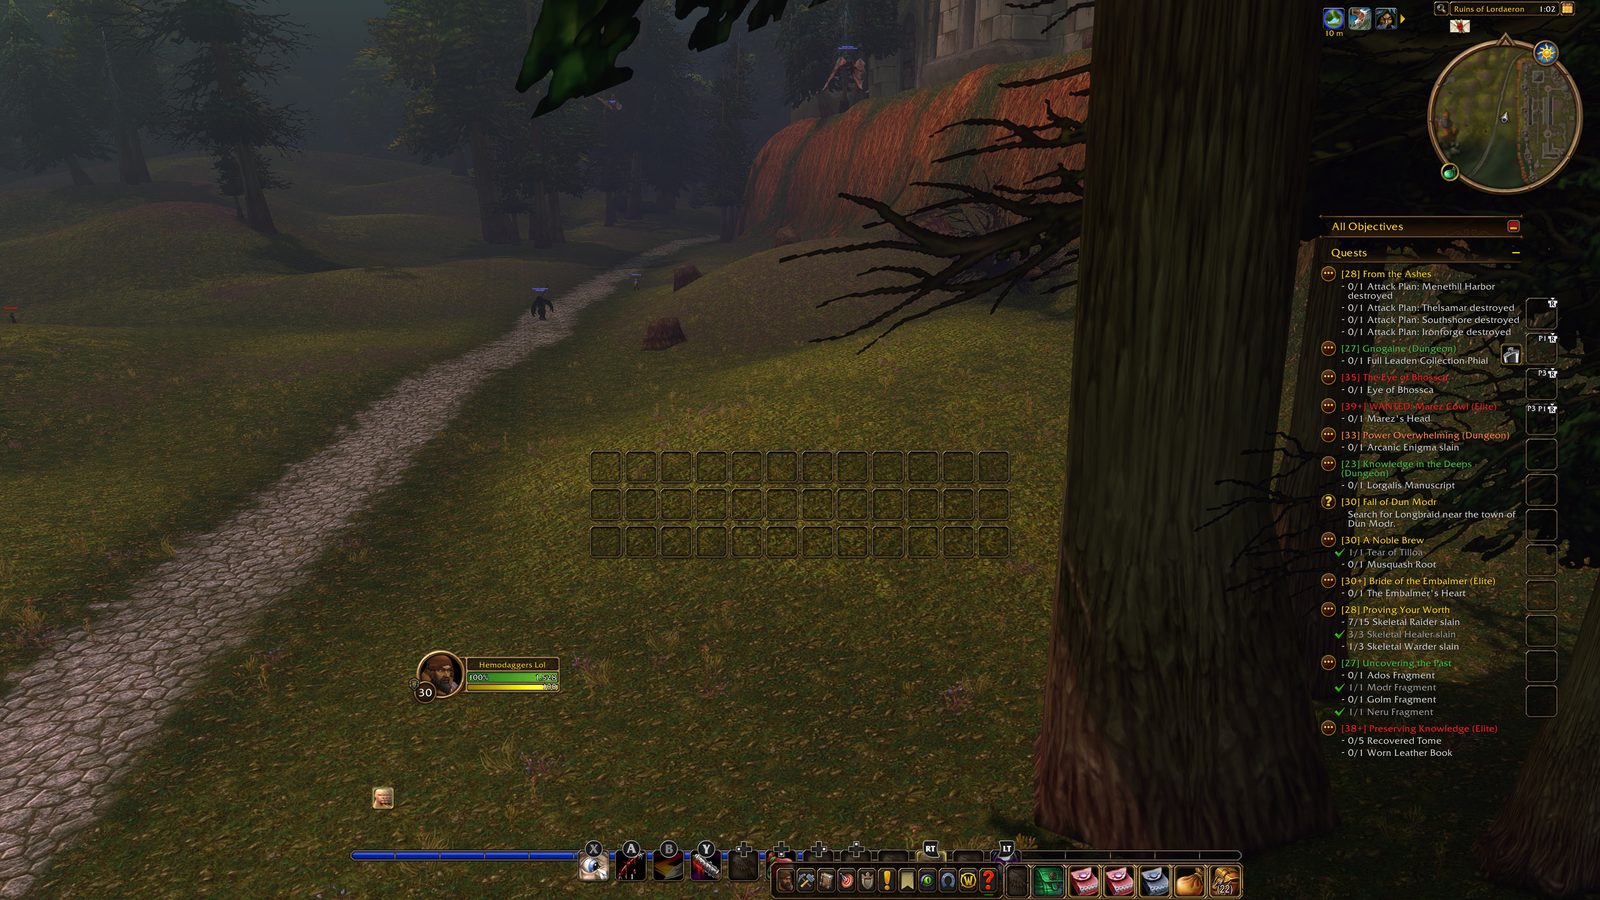 10 m
Ruins of Lordaeron 1:02
All Objectives
Quests
[28] From the Ashes
- 0/1 Attack Plan: Menethil Harbor
destroyed
- 0/1 Attack Plan: Thelsamar destroyed
- 0/1 Attack Plan: Southshore destroyed
- 0/1 Attack Plan: Ironforge destroyed
[27] Gnogaine (Dungeon)
- 0/1 Full Leaden Collection Phial
[35] The Eye of Bhossca
- 0/1 Eye of Bhossca
[39+] WANTED: Marez Cowl (Elite)
- 0/1 Marez's Head
[33] Power Overwhelming (Dungeon)
- 0/1 Arcanic Enigma slain
[23] Knowledge in the Deeps
(Dungeon)
- 0/1 Lorgalis Manuscript
[30] Fall of Dun Modr
Search for Longbraid near the town of
Dun Modr.
[30] A Noble Brew
1/1 Tear of Tilloa
- 0/1 Musquash Root
[30+] Bride of the Embalmer (Elite)
- 0/1 The Embalmer's Heart
[28] Proving Your Worth
- 7/15 Skeletal Raider slain
3/3 Skeletal Healer slain
- 1/3 Skeletal Warder slain
[27] Uncovering the Past
- 0/1 Ados Fragment
1/1 Modr Fragment
- 0/1 Golm Fragment
1/1 Neru Fragment
[38+] Preserving Knowledge (Elite)
- 0/5 Recovered Tome
- 0/1 Worn Leather Book
P1
P3
P3 P1
Hemodaggers Lol
100% 1,528
30
X A B Y RT LT
(22)